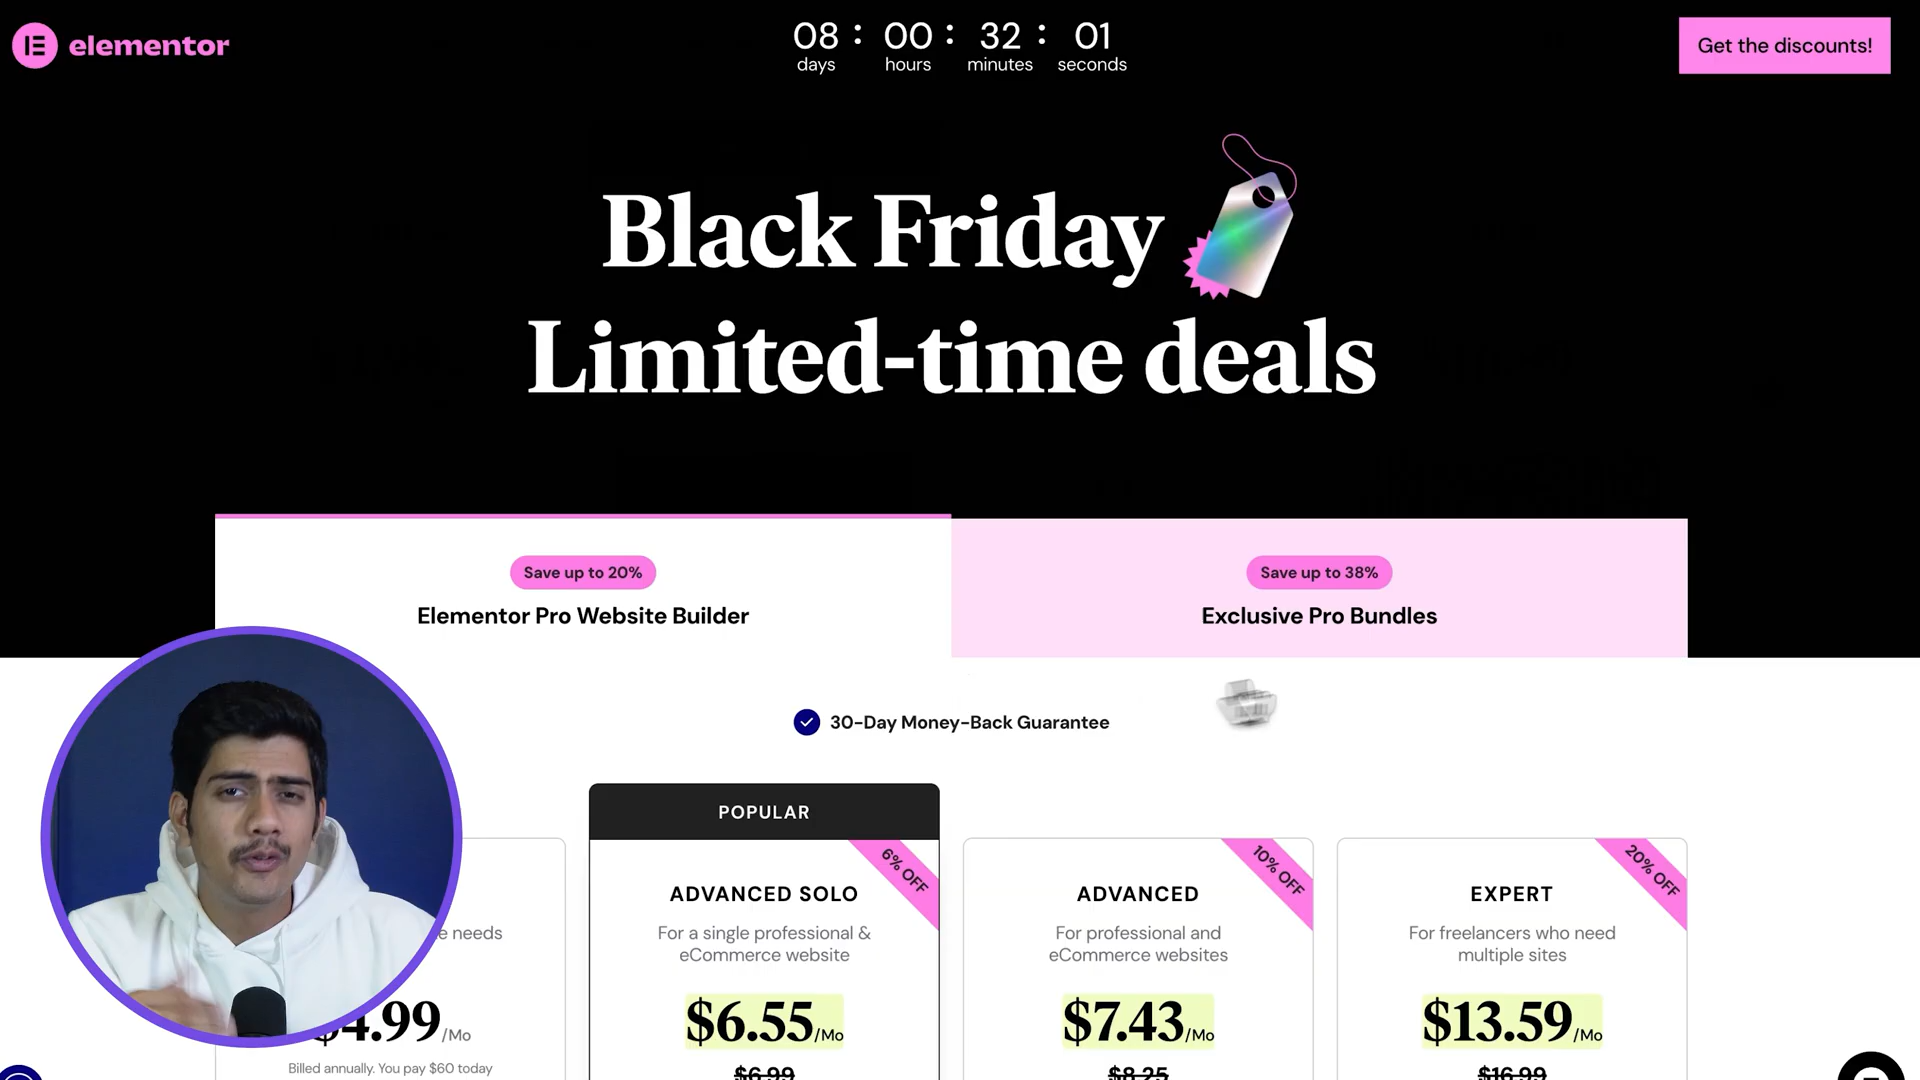 elementor
08 : 00 : 32 : 01
days hours minutes seconds
Get the discounts!
Black Friday
Limited-time deals
Save up to 20%
Elementor Pro Website Builder
Save up to 38%
Exclusive Pro Bundles
30-Day Money-Back Guarantee
needs
$4.99/Mo
Billed annually. You pay $60 today
POPULAR
6% OFF
ADVANCED SOLO
For a single professional &
eCommerce website
$6.55/Mo
$6.99
10% OFF
ADVANCED
For professional and
eCommerce websites
$7.43/Mo
$8.25
20% OFF
EXPERT
For freelancers who need
multiple sites
$13.59/Mo
$16.99